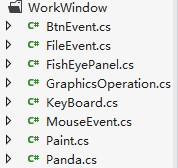 WorkWindow
C# BtnEvent.cs
C# FileEvent.cs
C# FishEyePanel.cs
C# GraphicsOperation.cs
C# KeyBoard.cs
C# MouseEvent.cs
C# Paint.cs
C# Panda.cs